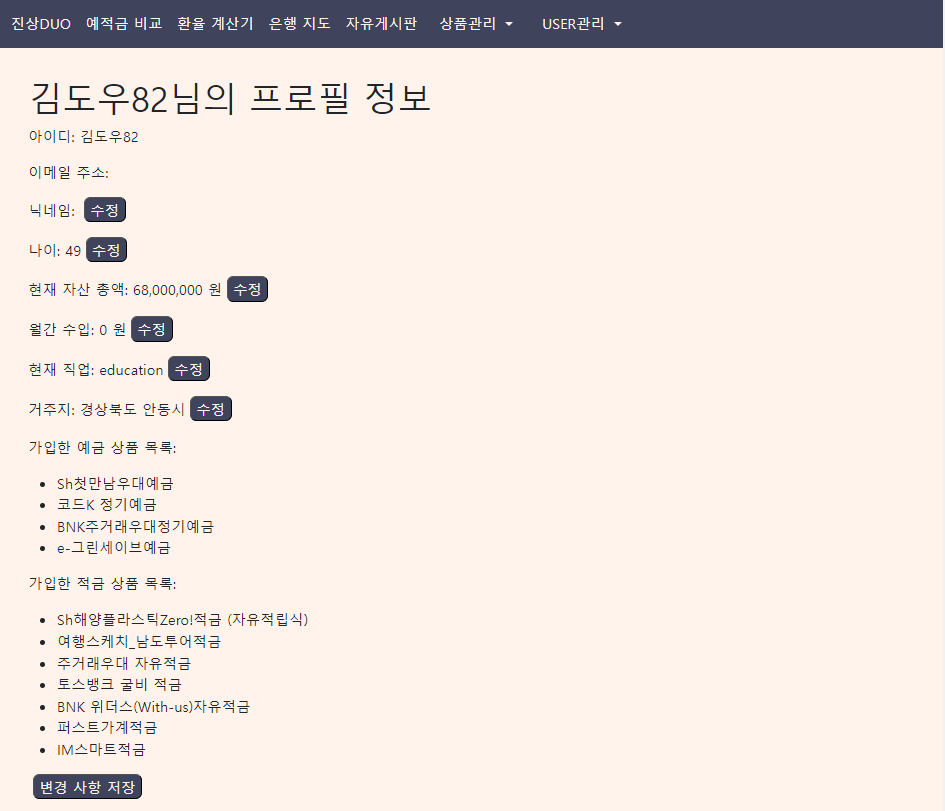 진상DUO 예적금 비교 환율 계산기 은행 지도 자유게시판 상품관리 USER관리
김도우82님의 프로필 정보
아이디: 김도우82
이메일 주소:
닉네임: 수정
나이: 49 수정
현재 자산 총액: 68,000,000 원 수정
월간 수입: 0 원 수정
현재 직업: education 수정
거주지: 경상북도 안동시 수정
가입한 예금 상품 목록:
Sh첫만남우대예금
코드K 정기예금
BNK주거래우대정기예금
e-그린세이브예금
가입한 적금 상품 목록:
Sh해양플라스틱Zero!적금 (자유적립식)
여행스케치_남도투어적금
주거래우대 자유적금
토스뱅크 굴비 적금
BNK 위더스(With-us)자유적금
퍼스트가계적금
IM스마트적금
변경 사항 저장